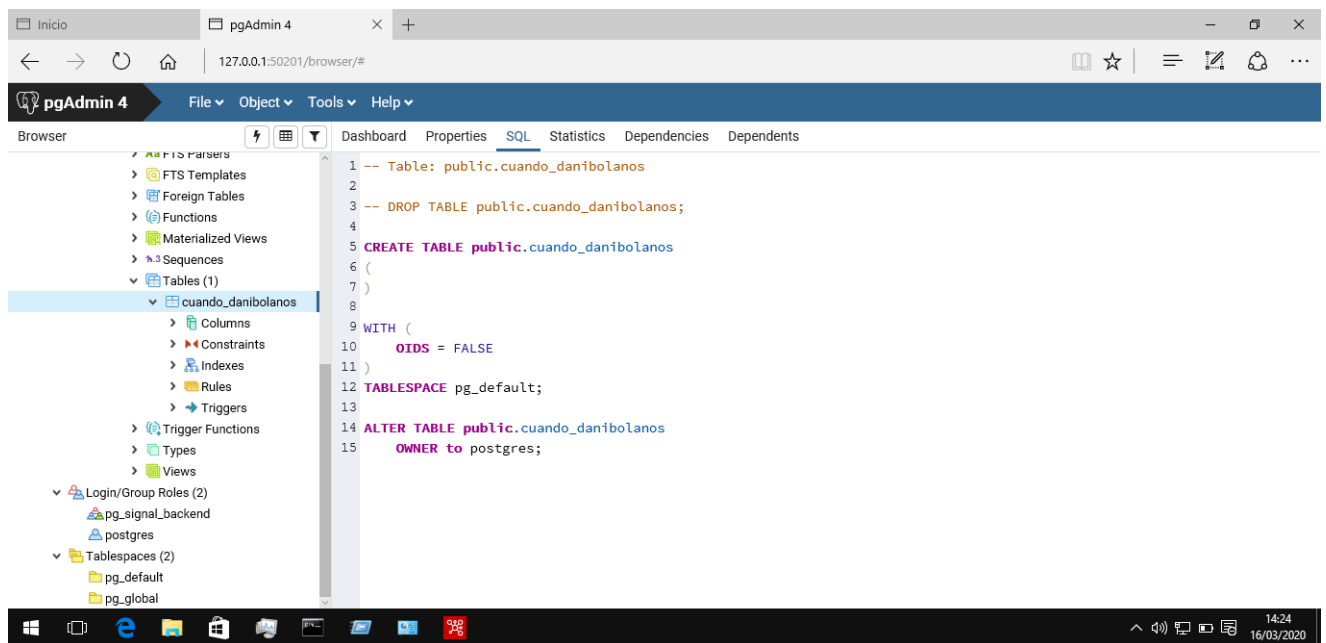 Inicio
pgAdmin 4
127.0.0.1:50201/browser/#
pgAdmin 4
File Object Tools Help
Browser
Dashboard Properties SQL Statistics Dependencies Dependents
FTS Parsers
FTS Templates
Foreign Tables
Functions
Materialized Views
Sequences
Tables (1)
cuando_danibolanos
Columns
Constraints
Indexes
Rules
Triggers
Trigger Functions
Types
Views
Login/Group Roles (2)
pg_signal_backend
postgres
Tablespaces (2)
pg_default
pg_global
1 -- Table: public.cuando_danibolanos
2
3 -- DROP TABLE public.cuando_danibolanos;
4
5 CREATE TABLE public.cuando_danibolanos
6 (
7 )
8
9 WITH (
10 OIDS = FALSE
11 )
12 TABLESPACE pg_default;
13
14 ALTER TABLE public.cuando_danibolanos
15 OWNER to postgres;
14:24
16/03/2020